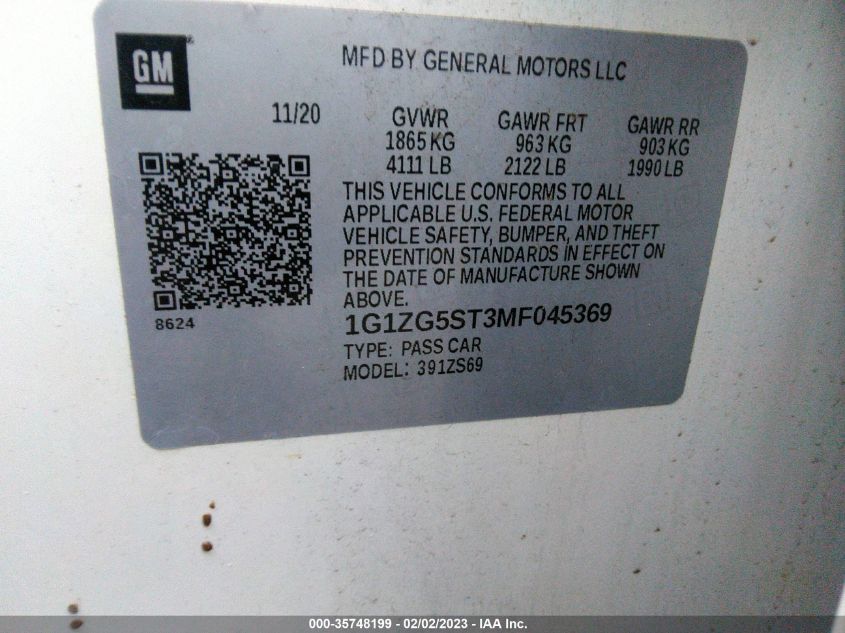 GM
MFD BY GENERAL MOTORS LLC
11/20 GVWR GAWR FRT GAWR RR
1865 KG 963 KG 903 KG
4111 LB 2122 LB 1990 LB
THIS VEHICLE CONFORMS TO ALL
APPLICABLE U.S. FEDERAL MOTOR
VEHICLE SAFETY, BUMPER, AND THEFT
PREVENTION STANDARDS IN EFFECT ON
THE DATE OF MANUFACTURE SHOWN
ABOVE.
8624
1G1ZG5ST3MF045369
TYPE: PASS CAR
MODEL: 391ZS69
000-35748199 - 02/02/2023 - IAA Inc.